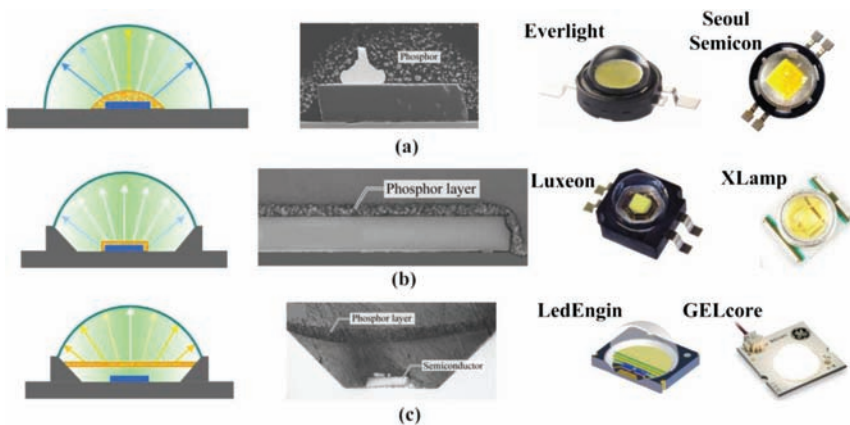 Everlight
Seoul
Semicon
Phosphor
(a)
Phosphor layer
Luxeon
XLamp
(b)
LedEngin
GELcore
Phosphor layer
Semiconductor
(c)